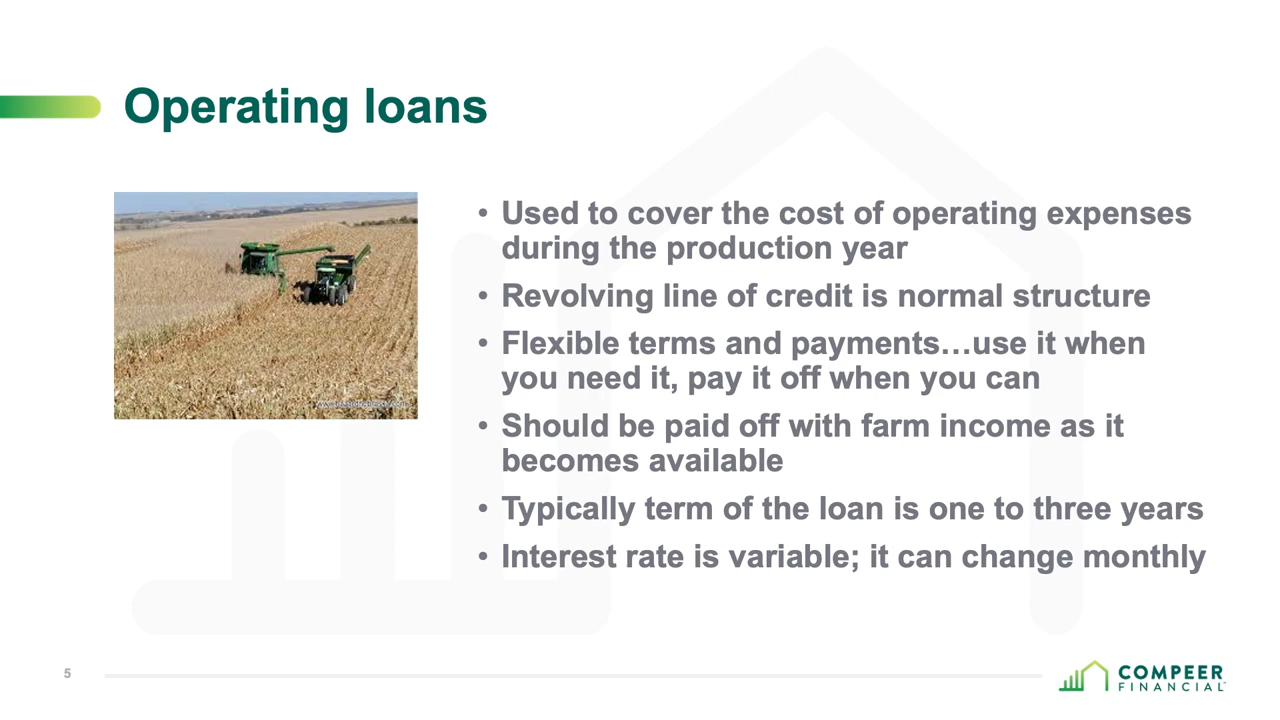 Operating loans
• Used to cover the cost of operating expenses
during the production year
• Revolving line of credit is normal structure
• Flexible terms and payments…use it when
you need it, pay it off when you can
• Should be paid off with farm income as it
becomes available
• Typically term of the loan is one to three years
• Interest rate is variable; it can change monthly
5
COMPEER
FINANCIAL